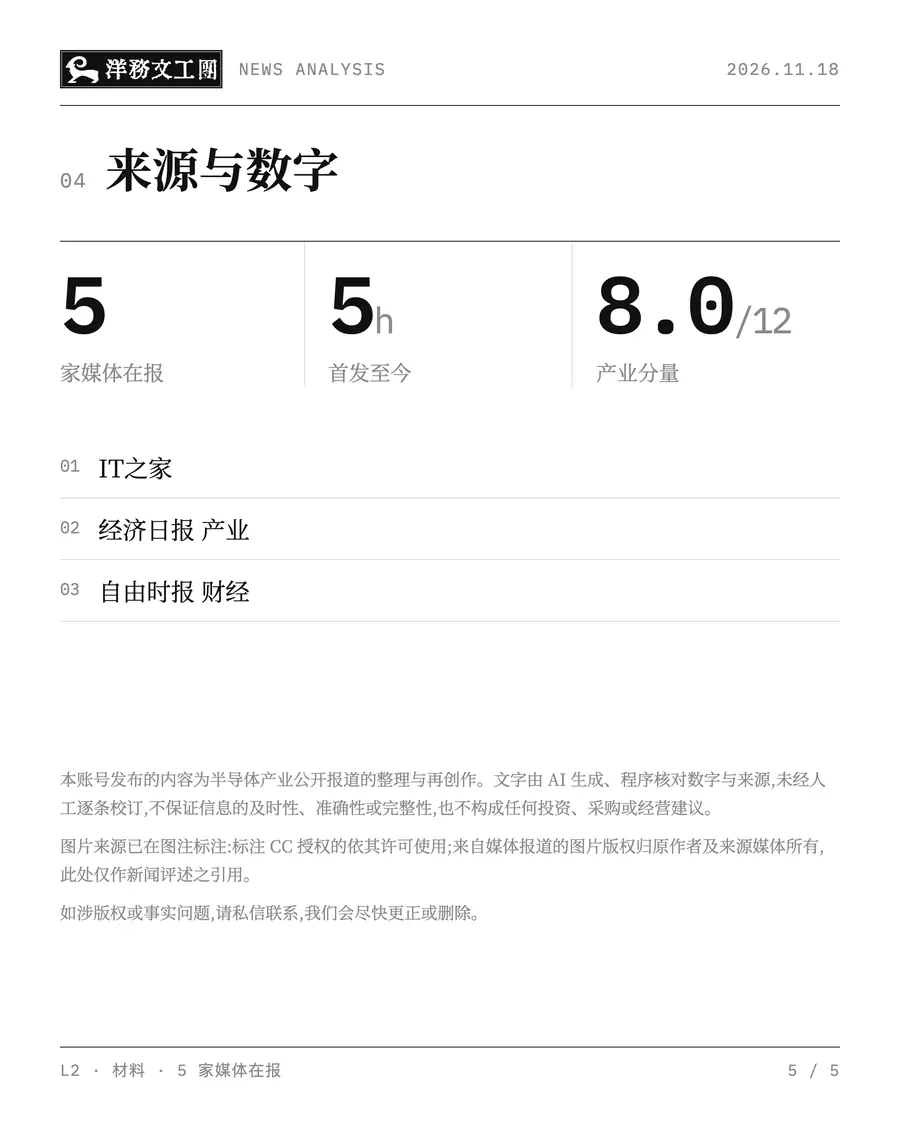 洋務文工團 NEWS ANALYSIS 2026.11.18
04 来源与数字
5 5h 8.0/12
家媒体在报 首发至今 产业分量
01 IT之家
02 经济日报 产业
03 自由时报 财经
本账号发布的内容为半导体产业公开报道的整理与再创作。文字由 AI 生成、程序核对数字与来源,未经人
工逐条校订,不保证信息的及时性、准确性或完整性,也不构成任何投资、采购或经营建议。
图片来源已在图注标注:标注 CC 授权的依其许可使用;来自媒体报道的图片版权归原作者及来源媒体所有,
此处仅作新闻评述之引用。
如涉版权或事实问题,请私信联系,我们会尽快更正或删除。
L2 · 材料 · 5 家媒体在报 5 / 5